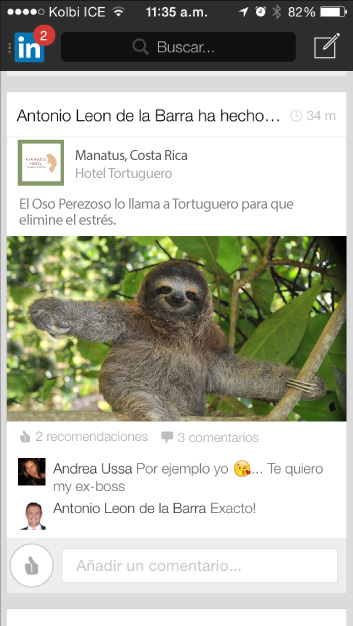 Kolbi ICE 11:35 a.m. 82%
in 2 Buscar...
Antonio Leon de la Barra ha hecho... 34 m
MANATUS
HOTEL
Manatus, Costa Rica
Hotel Tortuguero
El Oso Perezoso lo llama a Tortuguero para que
elimine el estrés.
2 recomendaciones 3 comentarios
Andrea Ussa Por ejemplo yo 😘... Te quiero
my ex-boss
Antonio Leon de la Barra Exacto!
Añadir un comentario...